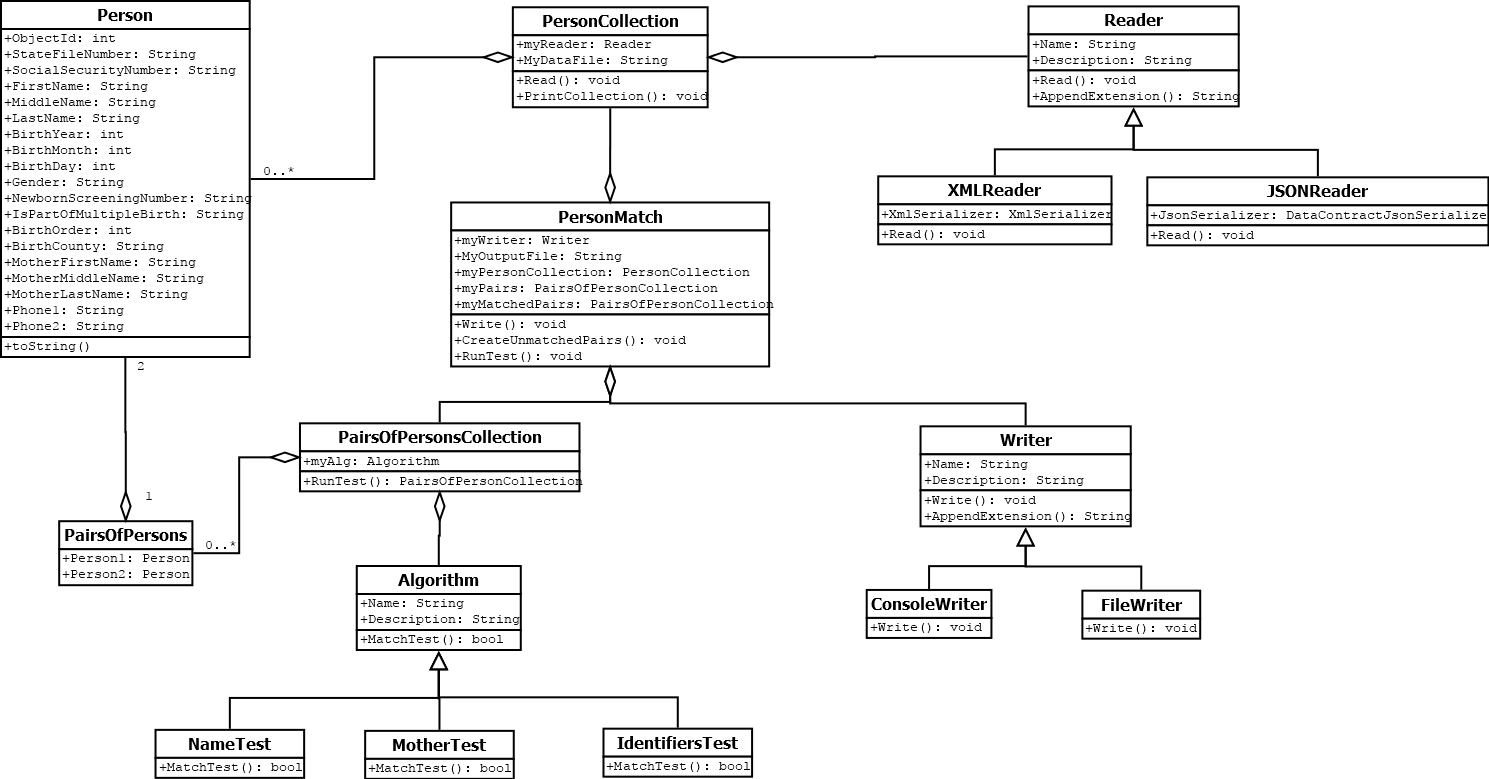 Person
+ObjectId: int
+StateFileNumber: String
+SocialSecurityNumber: String
+FirstName: String
+MiddleName: String
+LastName: String
+BirthYear: int
+BirthMonth: int
+BirthDay: int
+Gender: String
+NewbornScreeningNumber: String
+IsPartOfMultipleBirth: String
+BirthOrder: int
+BirthCounty: String
+MotherFirstName: String
+MotherMiddleName: String
+MotherLastName: String
+Phone1: String
+Phone2: String
+toString()
0..*
2
1
PersonCollection
+myReader: Reader
+MyDataFile: String
+Read(): void
+PrintCollection(): void
Reader
+Name: String
+Description: String
+Read(): void
+AppendExtension(): String
XMLReader
+XmlSerializer: XmlSerializer
+Read(): void
JSONReader
+JsonSerializer: DataContractJsonSerialize
+Read(): void
PersonMatch
+myWriter: Writer
+MyOutputFile: String
+myPersonCollection: PersonCollection
+myPairs: PairsOfPersonCollection
+myMatchedPairs: PairsOfPersonCollection
+Write(): void
+CreateUnmatchedPairs(): void
+RunTest(): void
PairsOfPersonsCollection
+myAlg: Algorithm
+RunTest(): PairsOfPersonCollection
PairsOfPersons
+Person1: Person
+Person2: Person
0..*
Writer
+Name: String
+Description: String
+Write(): void
+AppendExtension(): String
Algorithm
+Name: String
+Description: String
+MatchTest(): bool
ConsoleWriter
+Write(): void
FileWriter
+Write(): void
NameTest
+MatchTest(): bool
MotherTest
+MatchTest(): bool
IdentifiersTest
+MatchTest(): bool